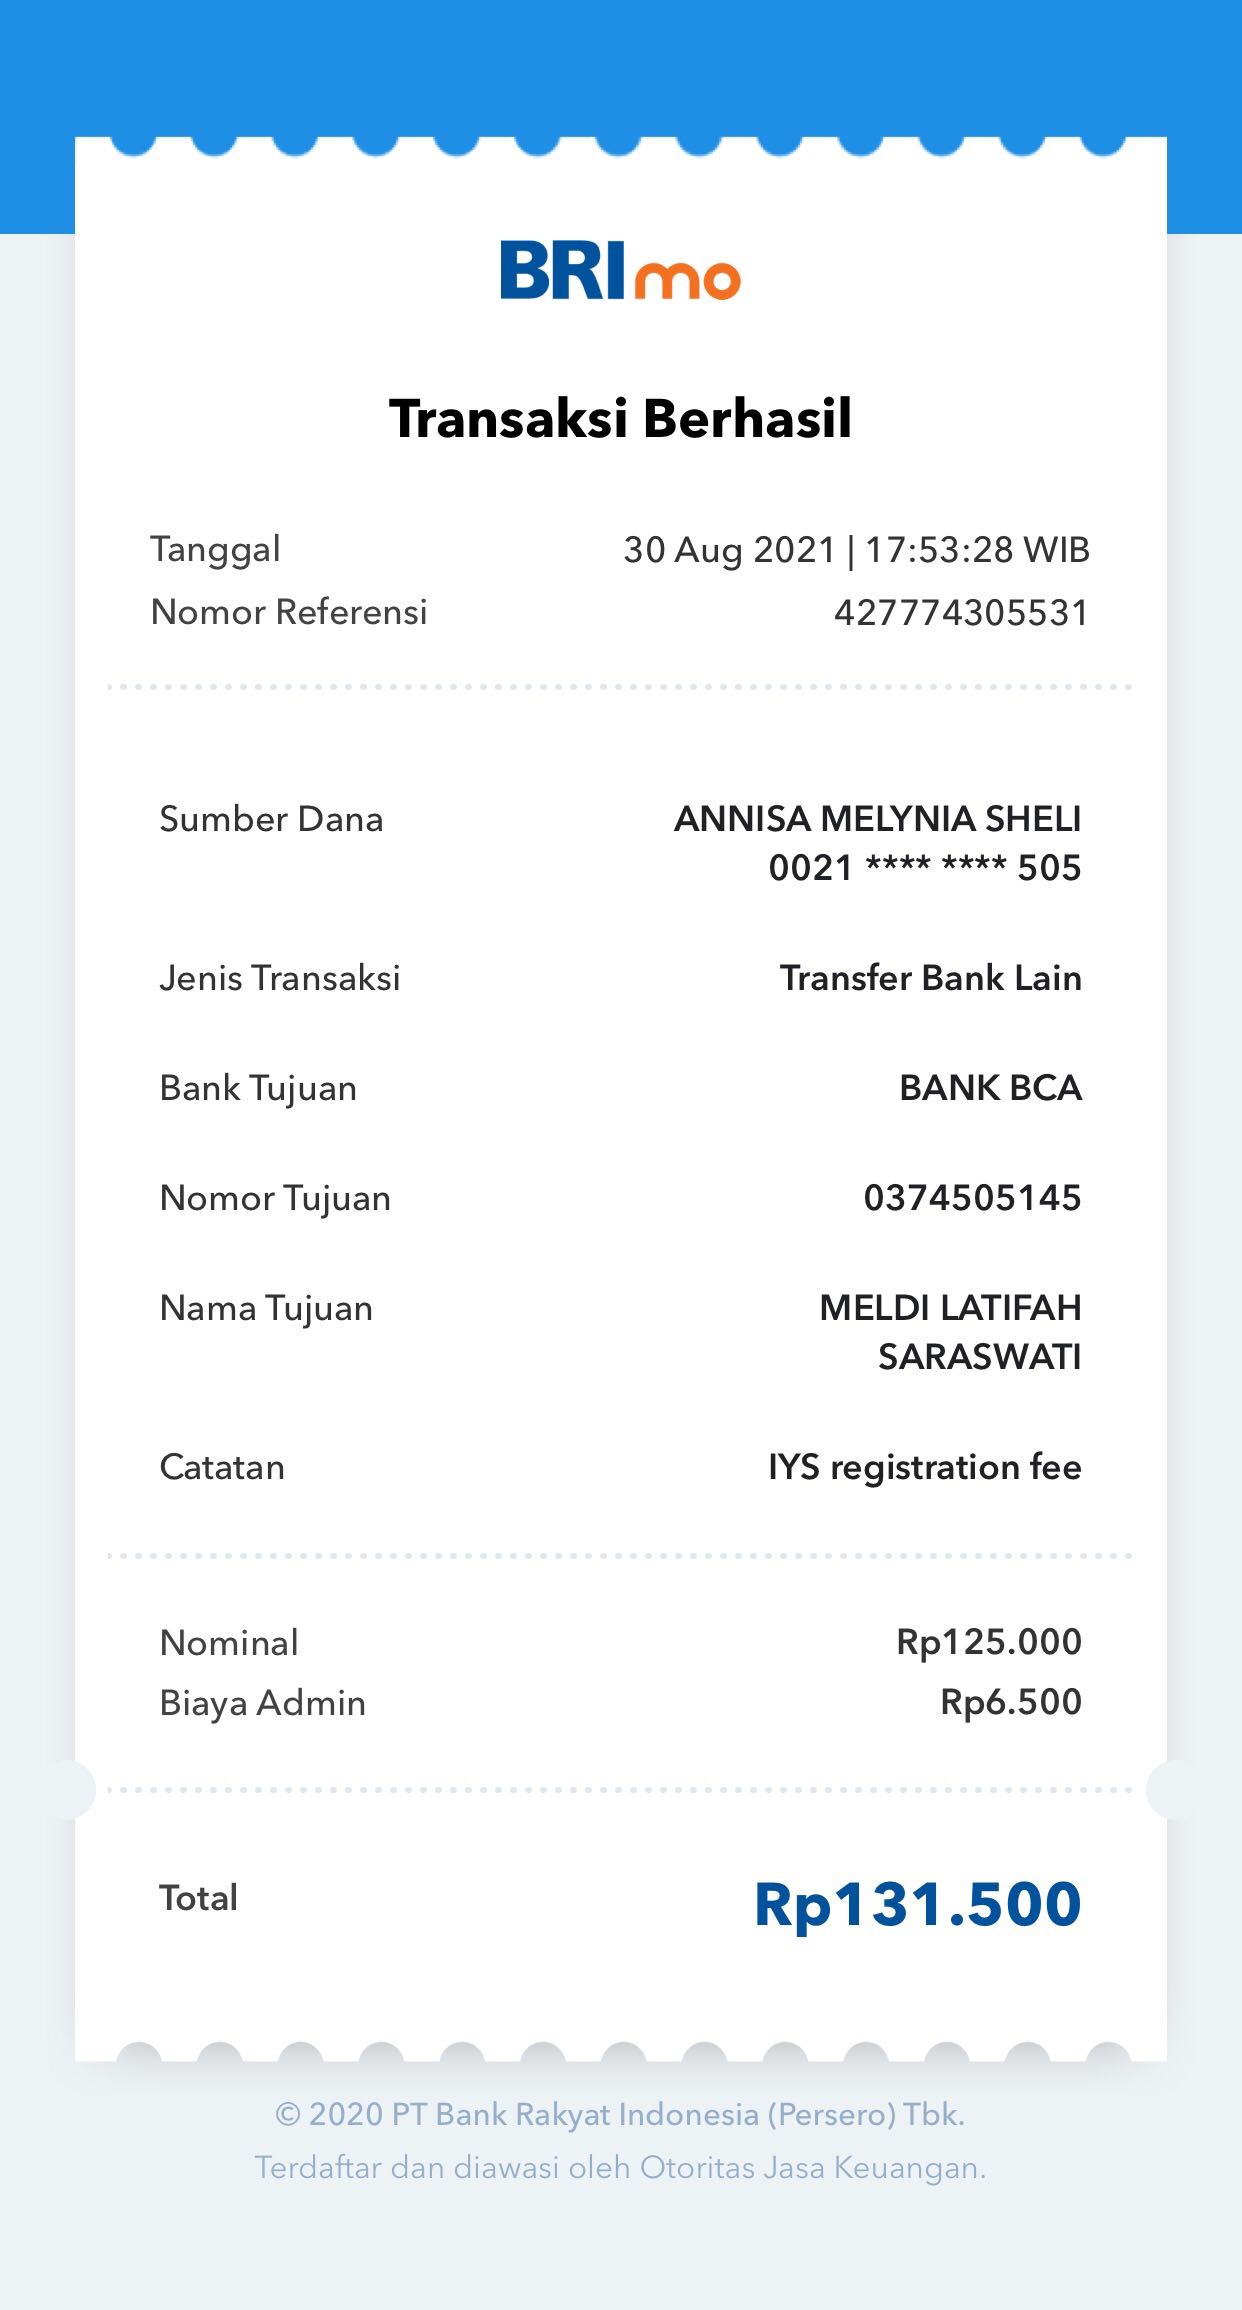 BRImo
Transaksi Berhasil
Tanggal 30 Aug 2021 | 17:53:28 WIB
Nomor Referensi 427774305531
Sumber Dana ANNISA MELYNIA SHELI
0021 **** **** 505
Jenis Transaksi Transfer Bank Lain
Bank Tujuan BANK BCA
Nomor Tujuan 0374505145
Nama Tujuan MELDI LATIFAH
SARASWATI
Catatan IYS registration fee
Nominal Rp125.000
Biaya Admin Rp6.500
Total Rp131.500
© 2020 PT Bank Rakyat Indonesia (Persero) Tbk.
Terdaftar dan diawasi oleh Otoritas Jasa Keuangan.